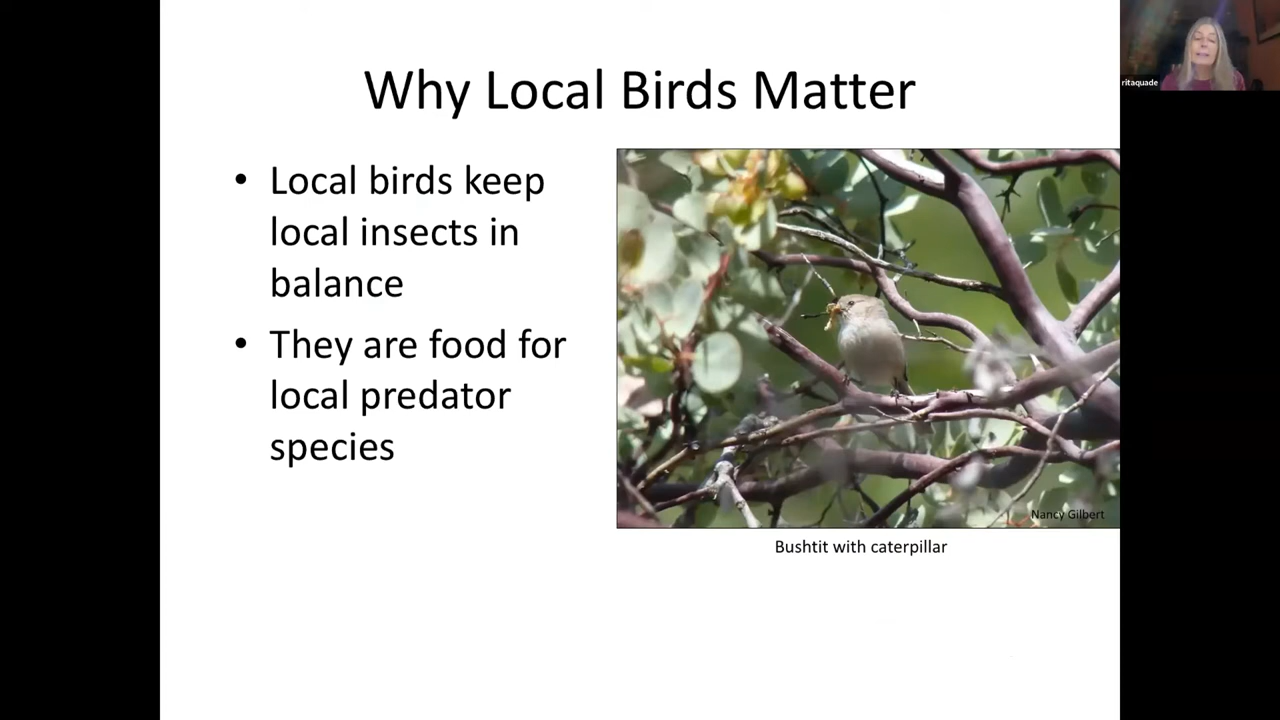 Why Local Birds Matter
ritaquade
• Local birds keep
local insects in
balance
• They are food for
local predator
species
Nancy Gilbert
Bushtit with caterpillar